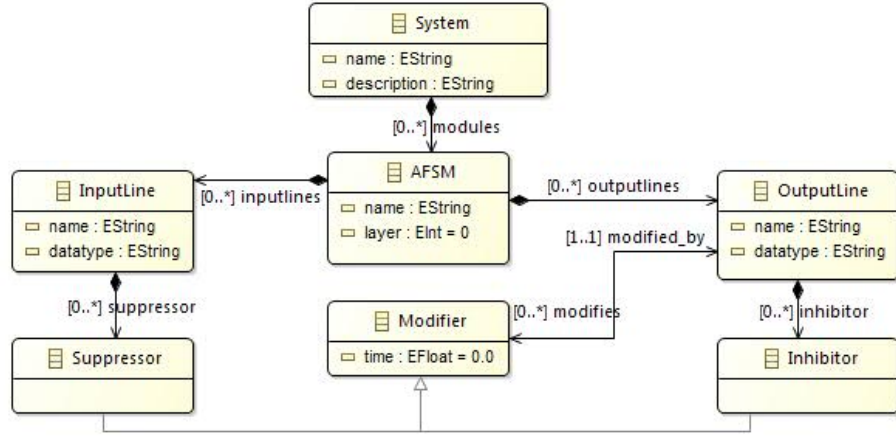 System
name : EString
description : EString
[0..*] modules
InputLine
name : EString
datatype : EString
[0..*] inputlines
AFSM
name : EString
layer : EInt = 0
[0..*] outputlines
OutputLine
name : EString
datatype : EString
[1..1] modified_by
[0..*] suppressor
[0..*] modifies
[0..*] inhibitor
Suppressor
Modifier
time : EFloat = 0.0
Inhibitor